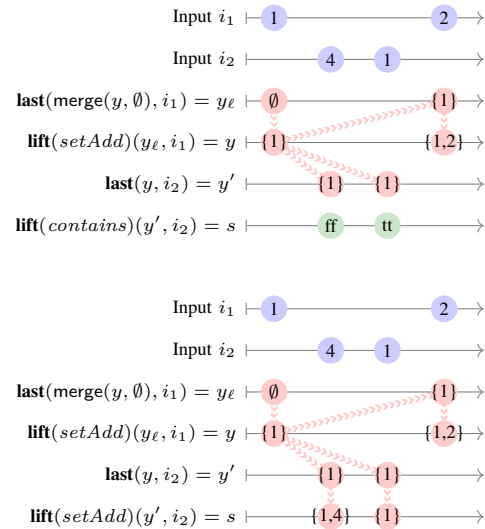 Input i₁ 1 2
Input i₂ 4 1
last(merge(y, ∅), i₁) = yℓ ∅ {1}
lift(setAdd)(yℓ, i₁) = y {1} {1,2}
last(y, i₂) = y′ {1} {1}
lift(contains)(y′, i₂) = s ff tt
Input i₁ 1 2
Input i₂ 4 1
last(merge(y, ∅), i₁) = yℓ ∅ {1}
lift(setAdd)(yℓ, i₁) = y {1} {1,2}
last(y, i₂) = y′ {1} {1}
lift(setAdd)(y′, i₂) = s {1,4} {1}